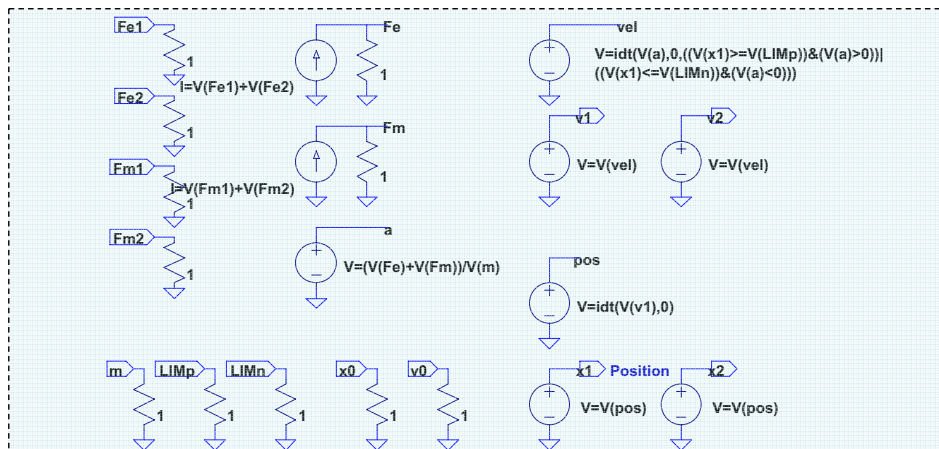 Fe1
1
Fe2
1
Fm1
1
Fm2
1
Fe
1
I=V(Fe1)+V(Fe2)
Fm
1
I=V(Fm1)+V(Fm2)
a
V=(V(Fe)+V(Fm))/V(m)
vel
V=idt(V(a),0,((V(x1)>=V(LIMp))&(V(a)>0))|
((V(x1)<=V(LIMn))&(V(a)<0)))
v1
V=V(vel)
v2
V=V(vel)
pos
V=idt(V(v1),0)
m
1
LIMp
1
LIMn
1
x0
1
v0
1
x1 Position
V=V(pos)
x2
V=V(pos)